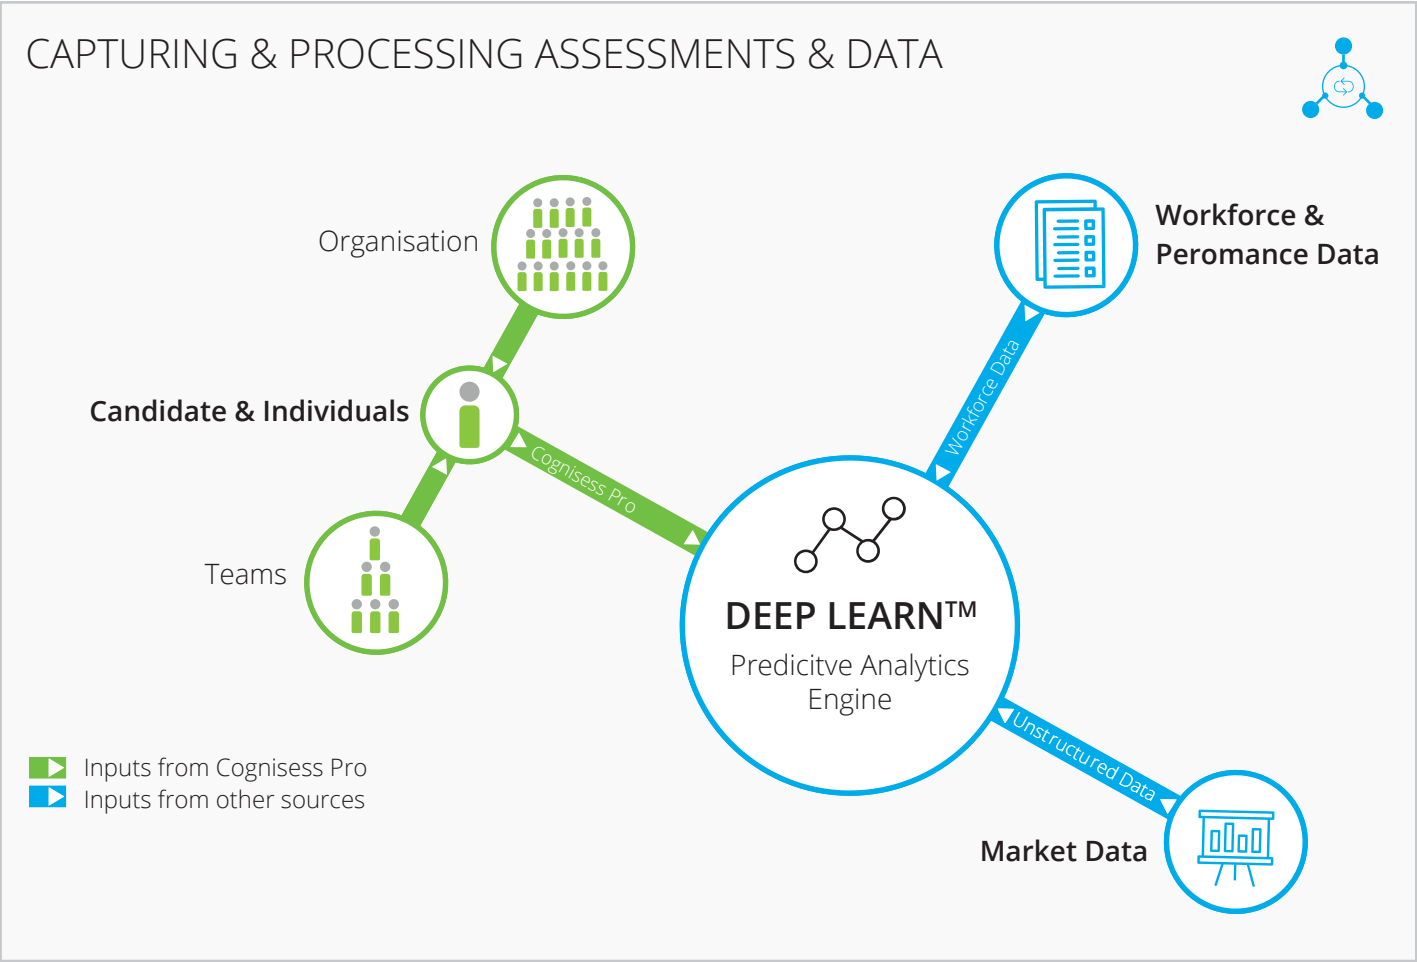 CAPTURING & PROCESSING ASSESSMENTS & DATA
Organisation
Workforce &
Peromance Data
Candidate & Individuals
Workforce Data
Cognisess Pro
Teams
DEEP LEARN™
Predicitve Analytics
Engine
Unstructured Data
Inputs from Cognisess Pro
Inputs from other sources
Market Data